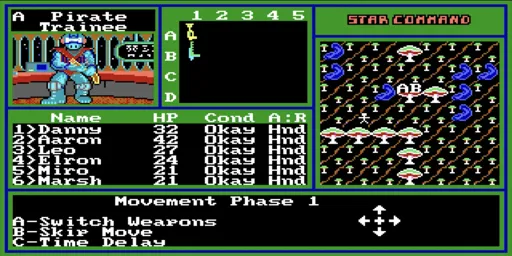 A Pirate
Trainee
1 2 3 4 5
A
B
C
D
STAR COMMAND
AB
Name HP Cond A:R
1>Danny 32 Okay Hnd
2>Aaron 42 Okay Hnd
3>Leo 27 Okay Hnd
4>Elron 24 Okay Hnd
5>Miro 21 Okay Hnd
6>Marsh 21 Okay Hnd
Movement Phase 1
A-Switch Weapons
B-Skip Move
C-Time Delay